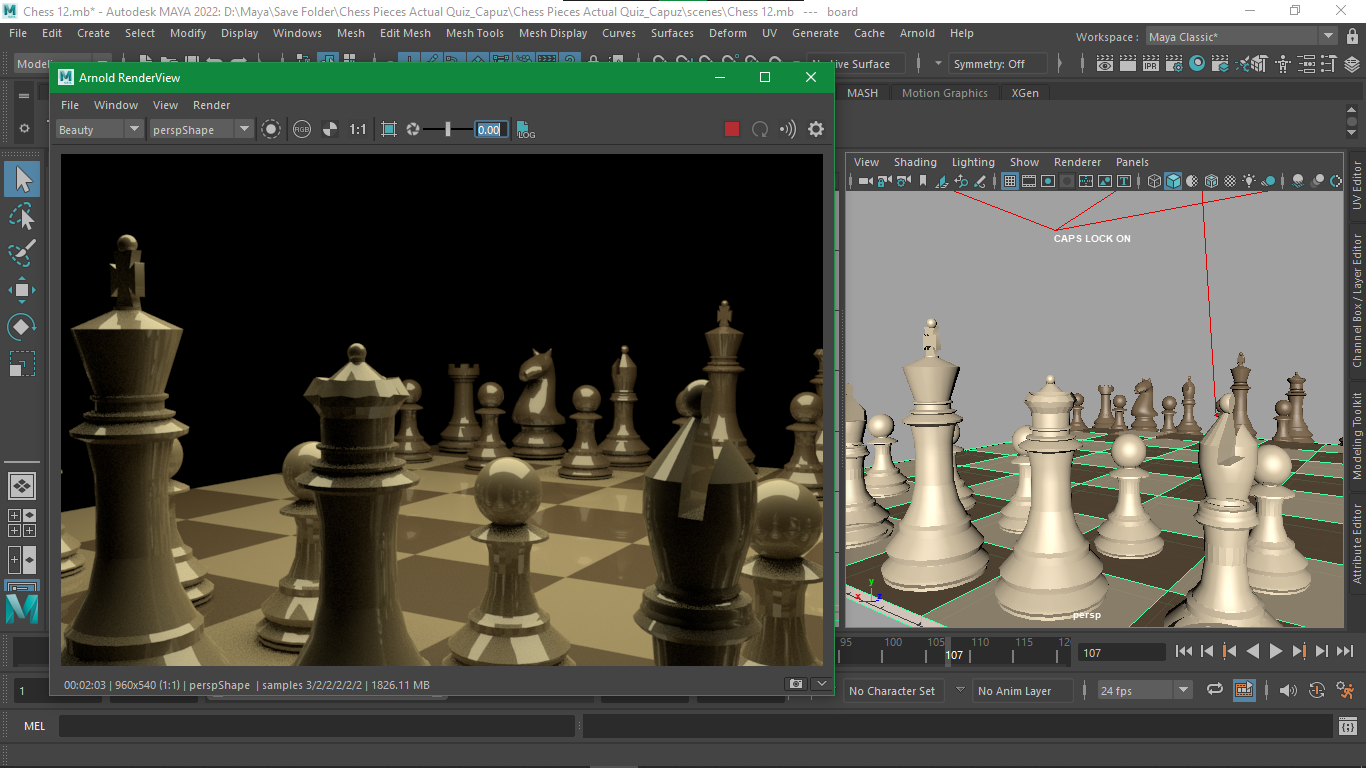 Chess 12.mb* - Autodesk MAYA 2022: D:\Maya\Save Folder\Chess Pieces Actual Quiz_Capuz\Chess Pieces Actual Quiz_Capuz\scenes\Chess 12.mb --- board
File Edit Create Select Modify Display Windows Mesh Edit Mesh Mesh Tools Mesh Display Curves Surfaces Deform UV Generate Cache Arnold Help Workspace : Maya Classic*
Symmetry: Off
Surface
IPR
Arnold RenderView
File Window View Render
Beauty perspShape RGB 1:1 0.00 LOG
MASH Motion Graphics XGen
View Shading Lighting Show Renderer Panels
CAPS LOCK ON
y
x
z
persp
UV Editor
Channel Box / Layer Editor
Modeling Toolkit
Attribute Editor
00:02:03 | 960x540 (1:1) | perspShape | samples 3/2/2/2/2/2 | 1826.11 MB
95 100 105 107 110 115 107
1 No Character Set No Anim Layer 24 fps
MEL